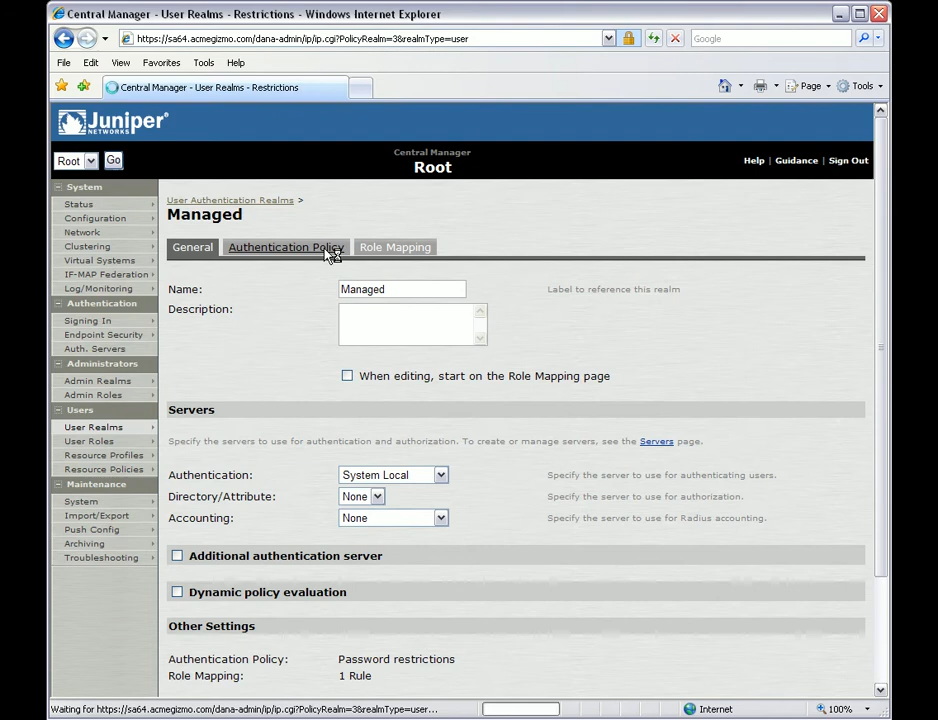 Central Manager - User Realms - Restrictions - Windows Internet Explorer
https://sa64.acmegizmo.com/dana-admin/ip/ip.cgi?PolicyRealm=3&realmType=user
Google
File Edit View Favorites Tools Help
Central Manager - User Realms - Restrictions
Page Tools
Juniper
NETWORKS
Root Go
Central Manager
Root
Help | Guidance | Sign Out
System
Status
Configuration
Network
Clustering
Virtual Systems
IF-MAP Federation
Log/Monitoring
Authentication
Signing In
Endpoint Security
Auth. Servers
Administrators
Admin Realms
Admin Roles
Users
User Realms
User Roles
Resource Profiles
Resource Policies
Maintenance
System
Import/Export
Push Config
Archiving
Troubleshooting
User Authentication Realms >
Managed
General Authentication Policy Role Mapping
Name: Managed Label to reference this realm
Description:
When editing, start on the Role Mapping page
Servers
Specify the servers to use for authentication and authorization. To create or manage servers, see the Servers page.
Authentication: System Local Specify the server to use for authenticating users.
Directory/Attribute: None Specify the server to use for authorization.
Accounting: None Specify the server to use for Radius accounting.
Additional authentication server
Dynamic policy evaluation
Other Settings
Authentication Policy: Password restrictions
Role Mapping: 1 Rule
Waiting for https://sa64.acmegizmo.com/dana-admin/ip/ip.cgi?PolicyRealm=3&realmType=user... Internet 100%